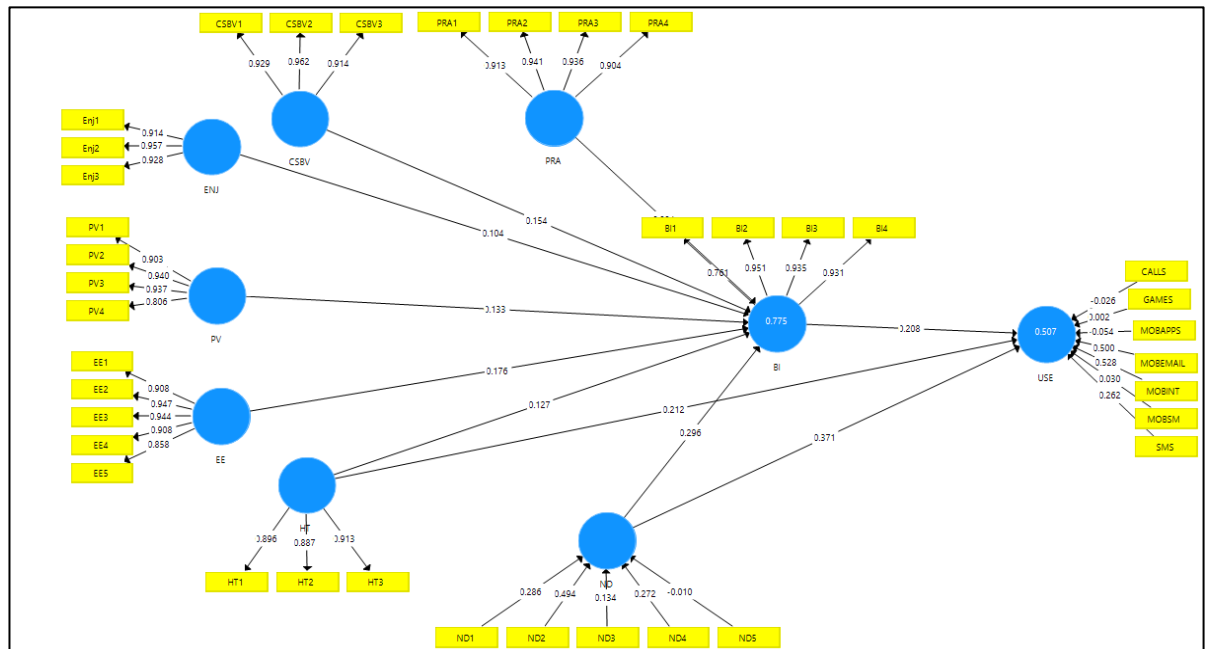 CSBV1 CSBV2 CSBV3 PRA1 PRA2 PRA3 PRA4
0.929 0.962 0.914 0.913 0.941 0.936 0.904
Enj1 0.914
Enj2 0.957
Enj3 0.928
ENJ
CSBV
PRA
0.154
0.104
PV1 0.903
PV2 0.940
PV3 0.937
PV4 0.806
PV
0.133
BI1 BI2 BI3 BI4
0.761 0.951 0.935 0.931
0.775
BI
0.208
0.507
USE
CALLS -0.026
GAMES 0.002
MOBAPPS -0.054
MOBEMAIL 0.500
MOBINT 0.528
MOBSM 0.030
SMS 0.262
EE1 0.908
EE2 0.947
EE3 0.944
EE4 0.908
EE5 0.858
EE
0.176
0.127
0.212
0.296
0.371
HT
0.896 0.887 0.913
HT1 HT2 HT3
ND
0.286 0.494 0.134 0.272 -0.010
ND1 ND2 ND3 ND4 ND5